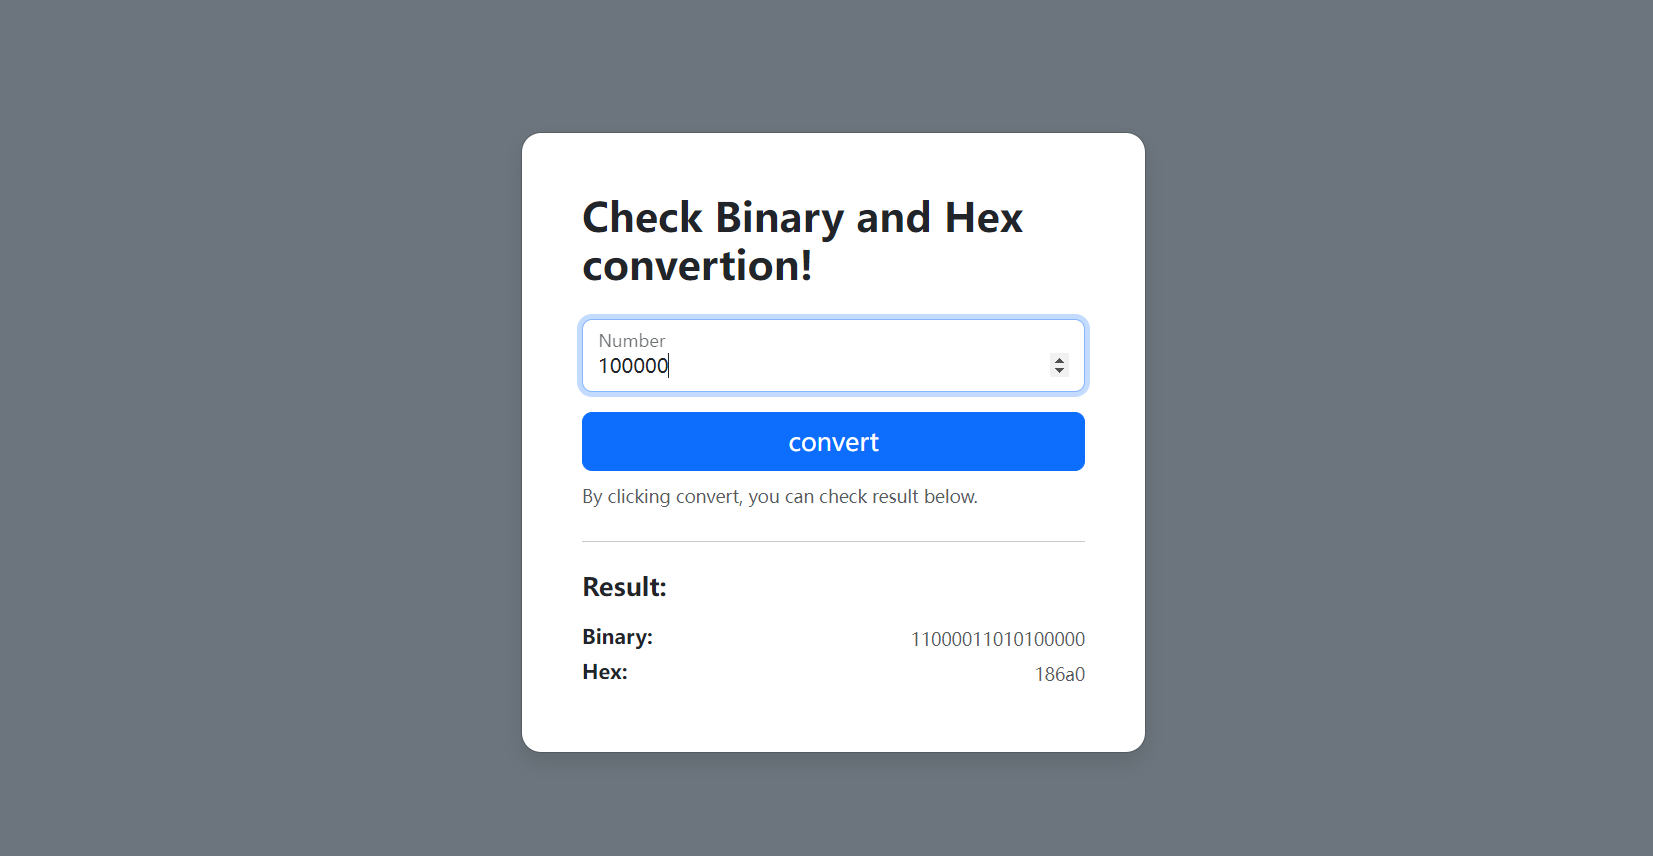 Check Binary and Hex
convertion!
Number
100000
convert
By clicking convert, you can check result below.
Result:
Binary: 11000011010100000
Hex: 186a0